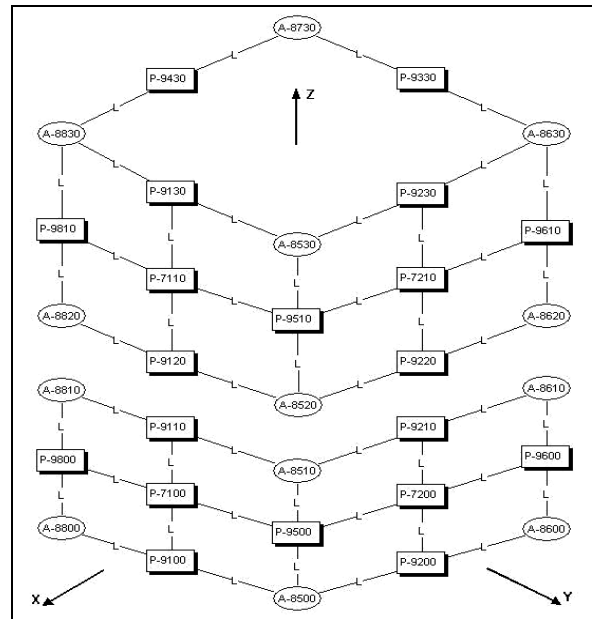 A-8730
L L
P-9430 P-9330
Z
L L
A-8830 A-8630
L L
L P-9130 P-9230 L
L L
P-9810 L A-8530 L P-9610
L L L
P-7110 P-7210
L L L
L P-9510 L
A-8820 L L A-8620
L L L
P-9120 P-9220
L L
A-8810 A-8520 A-8610
L L
L P-9110 P-9210 L
L L
P-9800 L A-8510 L P-9600
L L L
L P-7100 P-7200 L
L L
A-8800 L P-9500 L A-8600
L L L
P-9100 P-9200
L L
X A-8500 Y